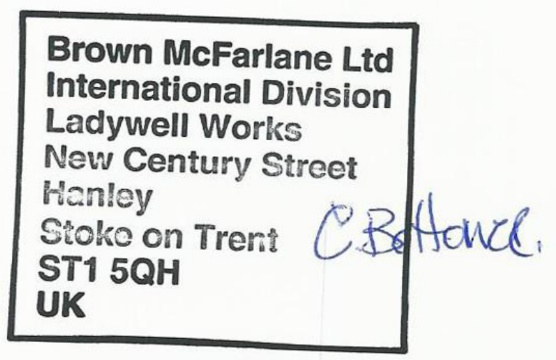 Brown McFarlane Ltd
International Division
Ladywell Works
New Century Street
Hanley
Stoke on Trent
ST1 5QH
UK